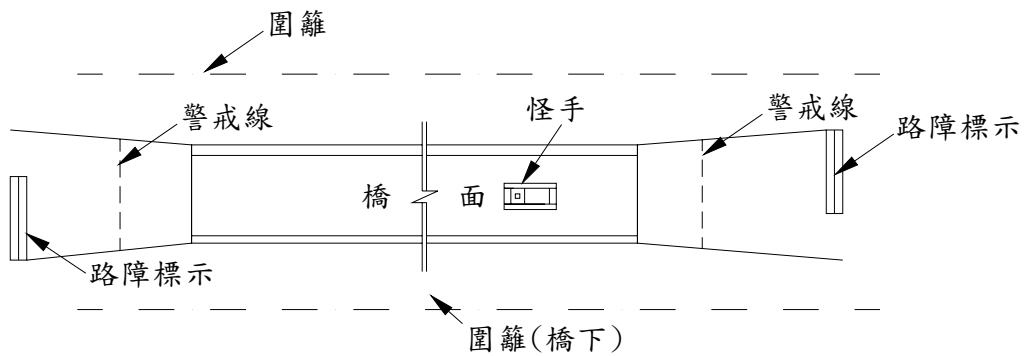 圍籬
警戒線
怪手
警戒線
路障標示
橋 面
路障標示
圍籬(橋下)